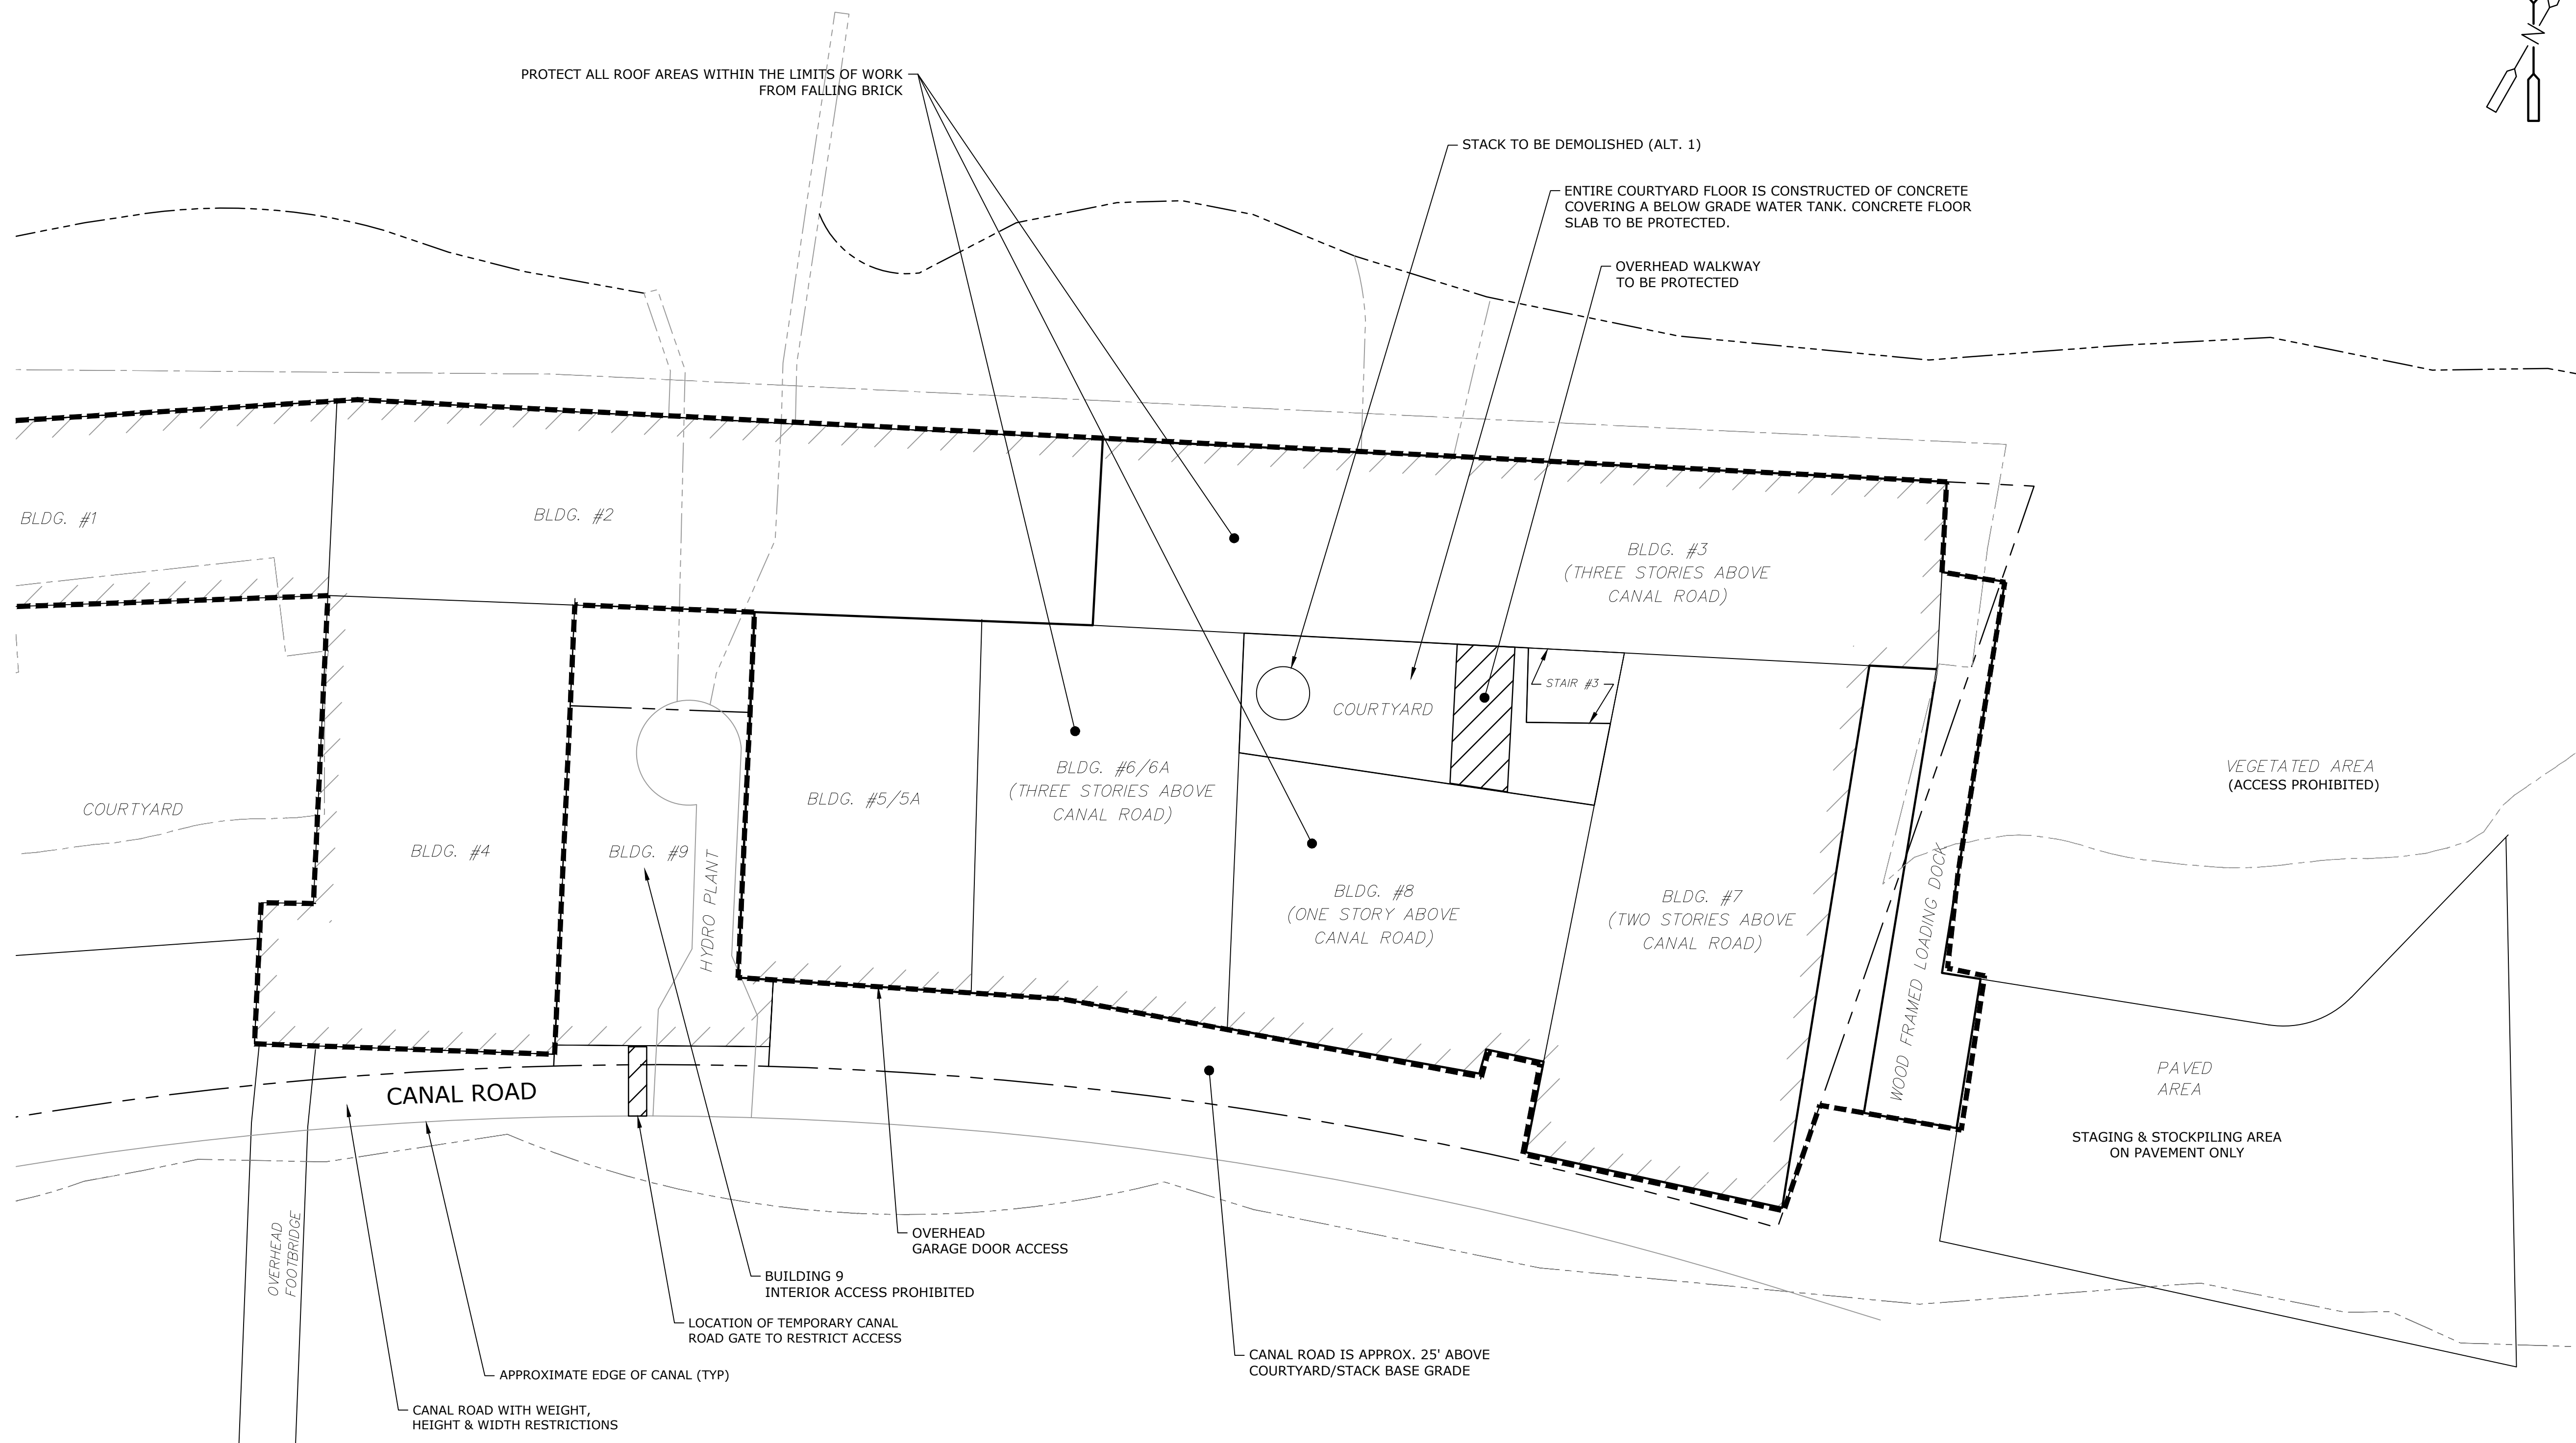 PROTECT ALL ROOF AREAS WITHIN THE LIMITS OF WORK
FROM FALLING BRICK
STACK TO BE DEMOLISHED (ALT. 1)
ENTIRE COURTYARD FLOOR IS CONSTRUCTED OF CONCRETE
COVERING A BELOW GRADE WATER TANK. CONCRETE FLOOR
SLAB TO BE PROTECTED.
OVERHEAD WALKWAY
TO BE PROTECTED
BLDG. #1
BLDG. #2
BLDG. #3
(THREE STORIES ABOVE
CANAL ROAD)
STAIR #3
COURTYARD
BLDG. #6/6A
(THREE STORIES ABOVE
CANAL ROAD)
BLDG. #5/5A
COURTYARD
BLDG. #4
BLDG. #9
HYDRO PLANT
BLDG. #8
(ONE STORY ABOVE
CANAL ROAD)
BLDG. #7
(TWO STORIES ABOVE
CANAL ROAD)
WOOD FRAMED LOADING DOCK
VEGETATED AREA
(ACCESS PROHIBITED)
PAVED
AREA
STAGING & STOCKPILING AREA
ON PAVEMENT ONLY
CANAL ROAD
OVERHEAD
FOOTBRIDGE
OVERHEAD
GARAGE DOOR ACCESS
BUILDING 9
INTERIOR ACCESS PROHIBITED
LOCATION OF TEMPORARY CANAL
ROAD GATE TO RESTRICT ACCESS
CANAL ROAD IS APPROX. 25' ABOVE
COURTYARD/STACK BASE GRADE
APPROXIMATE EDGE OF CANAL (TYP)
CANAL ROAD WITH WEIGHT,
HEIGHT & WIDTH RESTRICTIONS